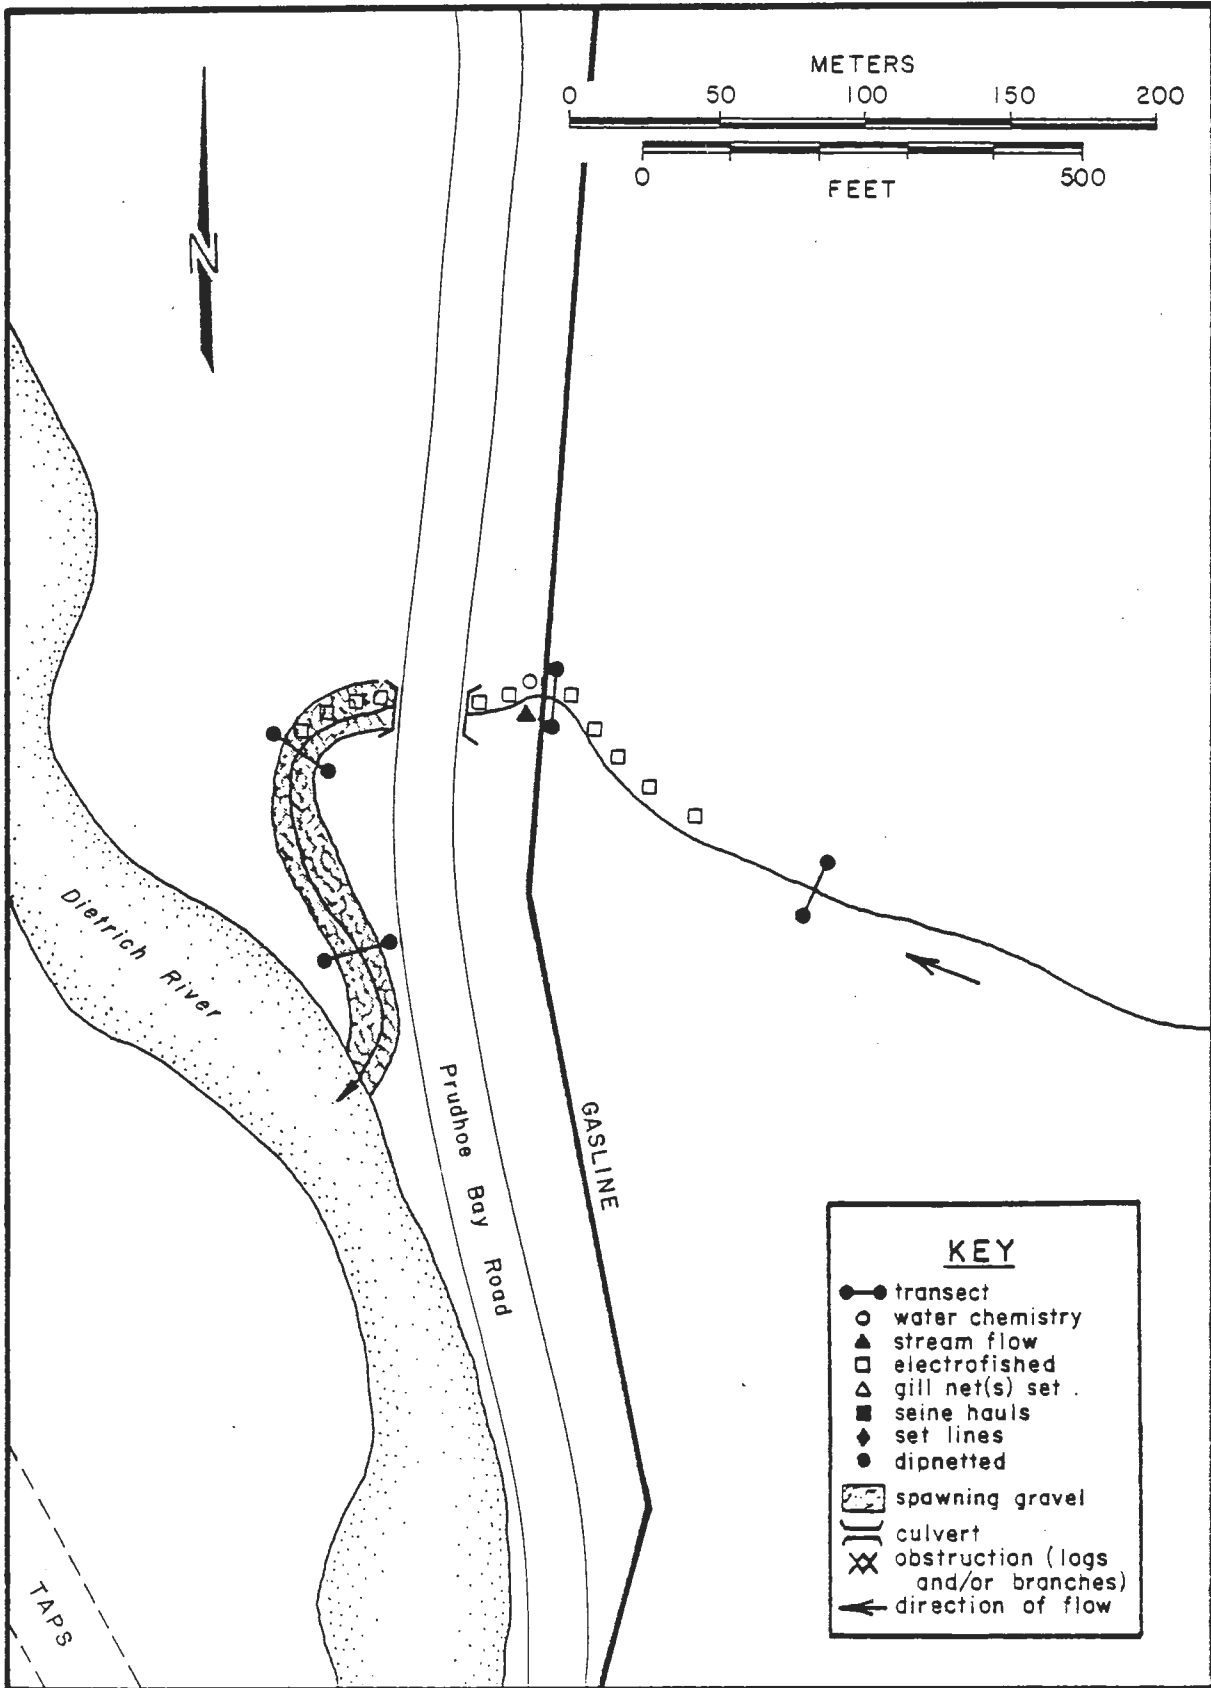 METERS
0 50 100 150 200
0 500
FEET
N
Dietrich River
Prudhoe Bay Road
GASLINE
TAPS
KEY
transect
water chemistry
stream flow
electrofished
gill net(s) set
seine hauls
set lines
dipnetted
spawning gravel
culvert
obstruction (logs
and/or branches)
direction of flow